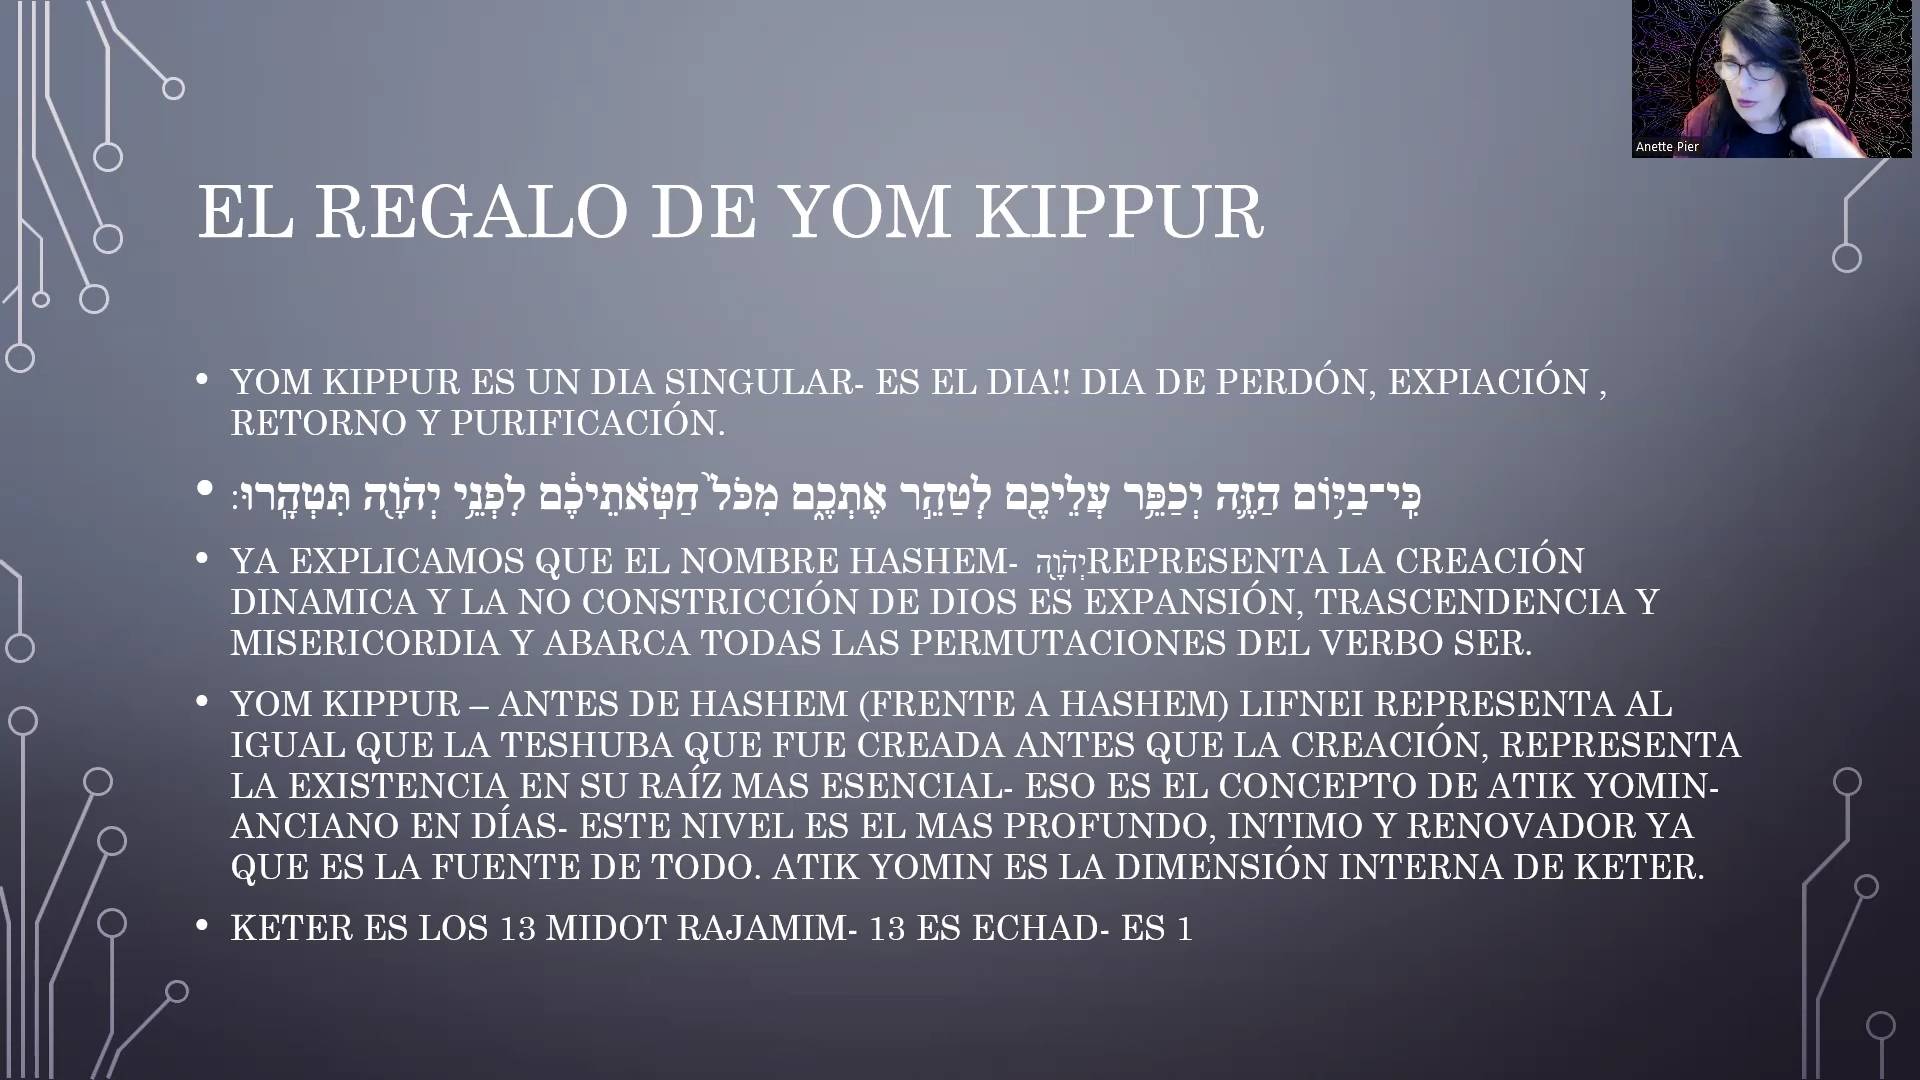 Anette Pier
EL REGALO DE YOM KIPPUR
• YOM KIPPUR ES UN DIA SINGULAR- ES EL DIA!! DIA DE PERDÓN, EXPIACIÓN ,
RETORNO Y PURIFICACIÓN.
• כִּֽי־בַיּ֥וֹם הַזֶּ֛ה יְכַפֵּ֥ר עֲלֵיכֶ֖ם לְטַהֵ֣ר אֶתְכֶ֑ם מִכֹּל֙ חַטֹּ֣אתֵיכֶ֔ם לִפְנֵ֥י יְהֹוָ֖ה תִּטְהָֽרוּ׃
• YA EXPLICAMOS QUE EL NOMBRE HASHEM- יְהֹוָ֖ה REPRESENTA LA CREACIÓN
DINAMICA Y LA NO CONSTRICCIÓN DE DIOS ES EXPANSIÓN, TRASCENDENCIA Y
MISERICORDIA Y ABARCA TODAS LAS PERMUTACIONES DEL VERBO SER.
• YOM KIPPUR – ANTES DE HASHEM (FRENTE A HASHEM) LIFNEI REPRESENTA AL
IGUAL QUE LA TESHUBA QUE FUE CREADA ANTES QUE LA CREACIÓN, REPRESENTA
LA EXISTENCIA EN SU RAÍZ MAS ESENCIAL- ESO ES EL CONCEPTO DE ATIK YOMIN-
ANCIANO EN DÍAS- ESTE NIVEL ES EL MAS PROFUNDO, INTIMO Y RENOVADOR YA
QUE ES LA FUENTE DE TODO. ATIK YOMIN ES LA DIMENSIÓN INTERNA DE KETER.
• KETER ES LOS 13 MIDOT RAJAMIM- 13 ES ECHAD- ES 1